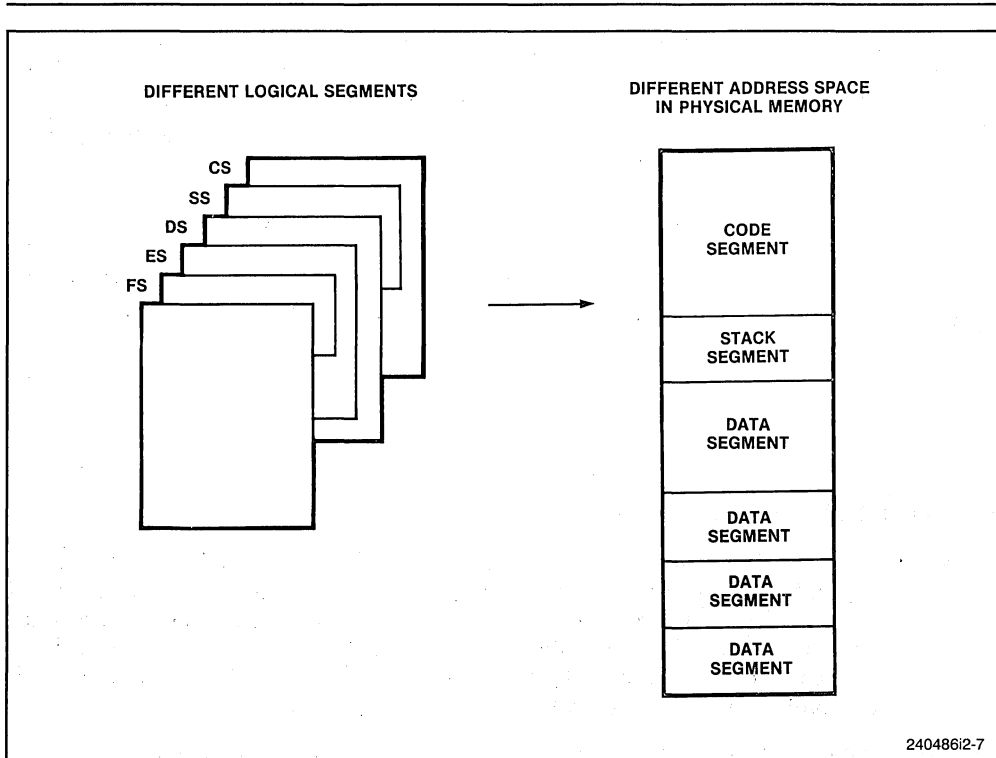 DIFFERENT LOGICAL SEGMENTS
CS
SS
DS
ES
FS
DIFFERENT ADDRESS SPACE
IN PHYSICAL MEMORY
CODE
SEGMENT
STACK
SEGMENT
DATA
SEGMENT
DATA
SEGMENT
DATA
SEGMENT
DATA
SEGMENT
240486i2-7